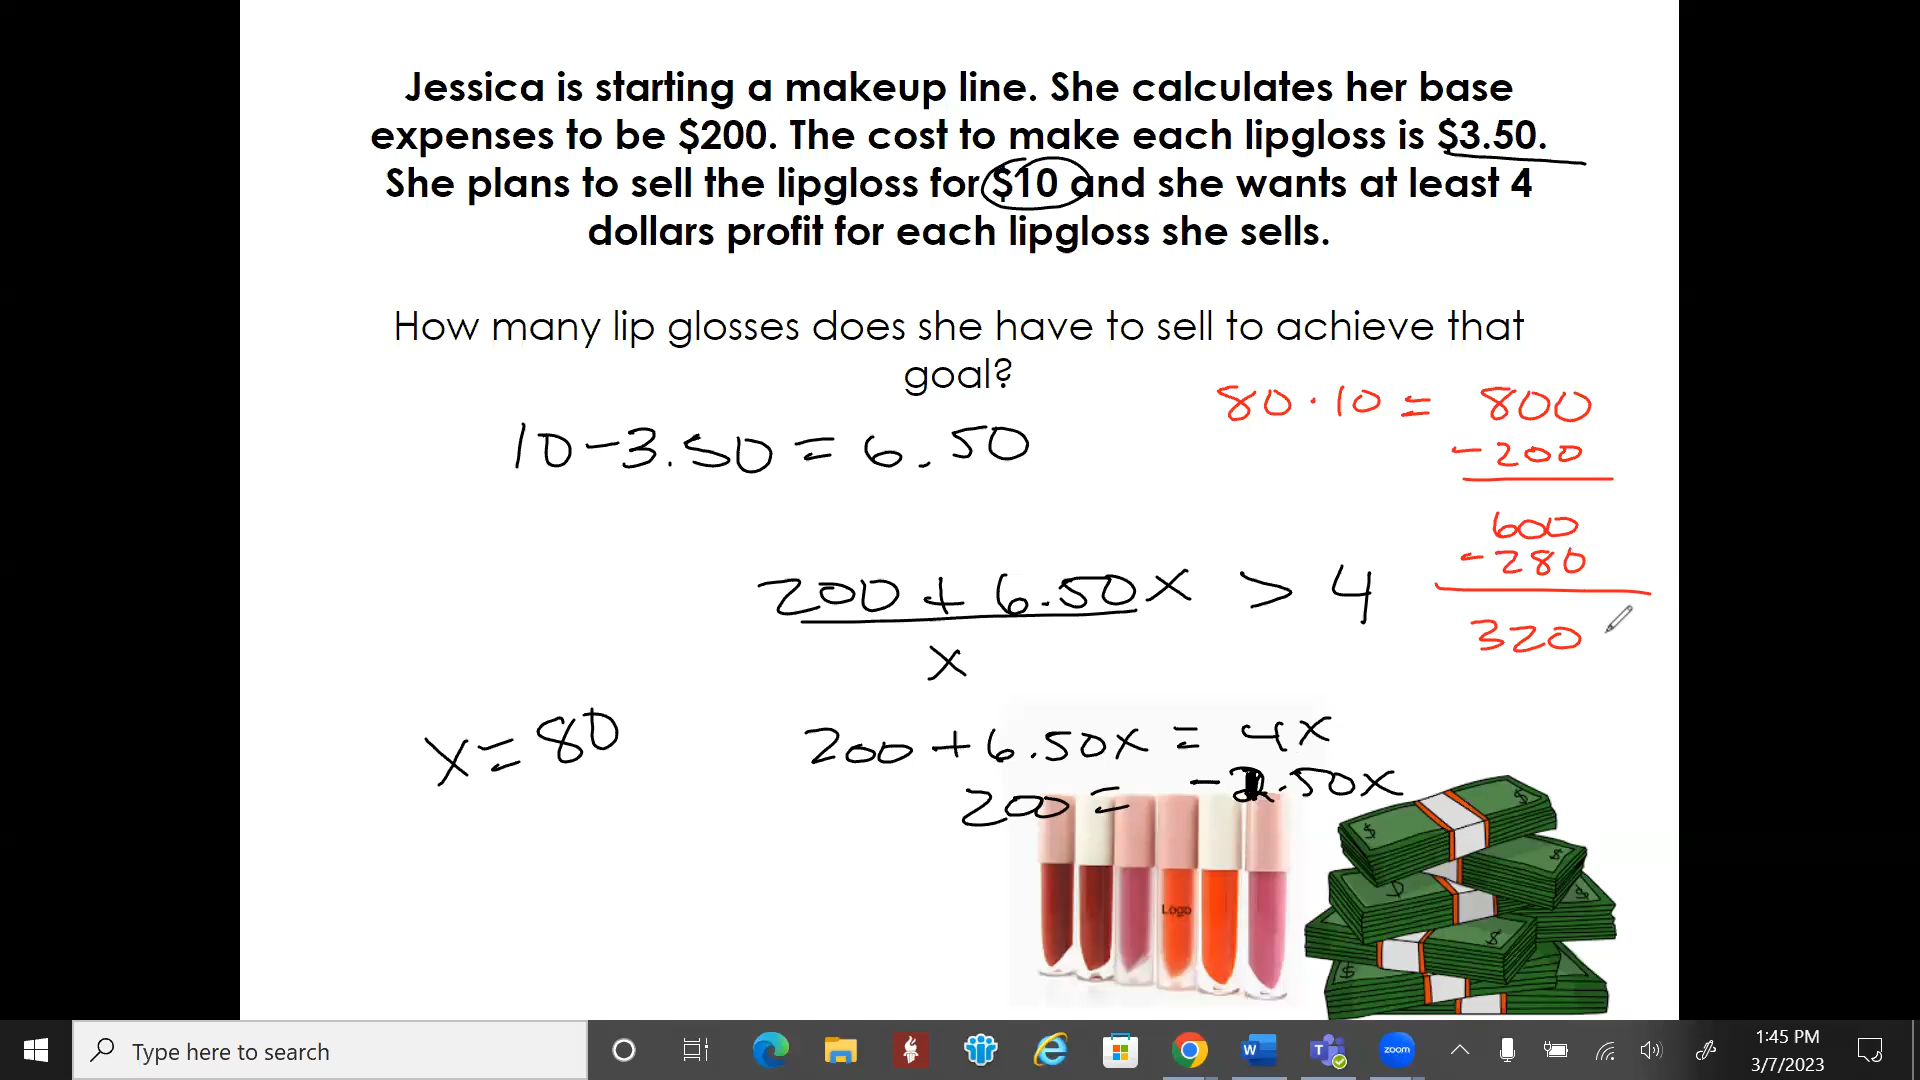 Jessica is starting a makeup line. She calculates her base
expenses to be $200. The cost to make each lipgloss is $3.50.
She plans to sell the lipgloss for $10 and she wants at least 4
dollars profit for each lipgloss she sells.
How many lip glosses does she have to sell to achieve that
goal?
80 · 10 = 800
- 200
600
- 280
320
10 - 3.50 = 6.50
200 + 6.50x > 4
x
x = 80
200 + 6.50x = 4x
200 = -2.50x
Logo
Type here to search
W
T
zoom
1:45 PM
3/7/2023